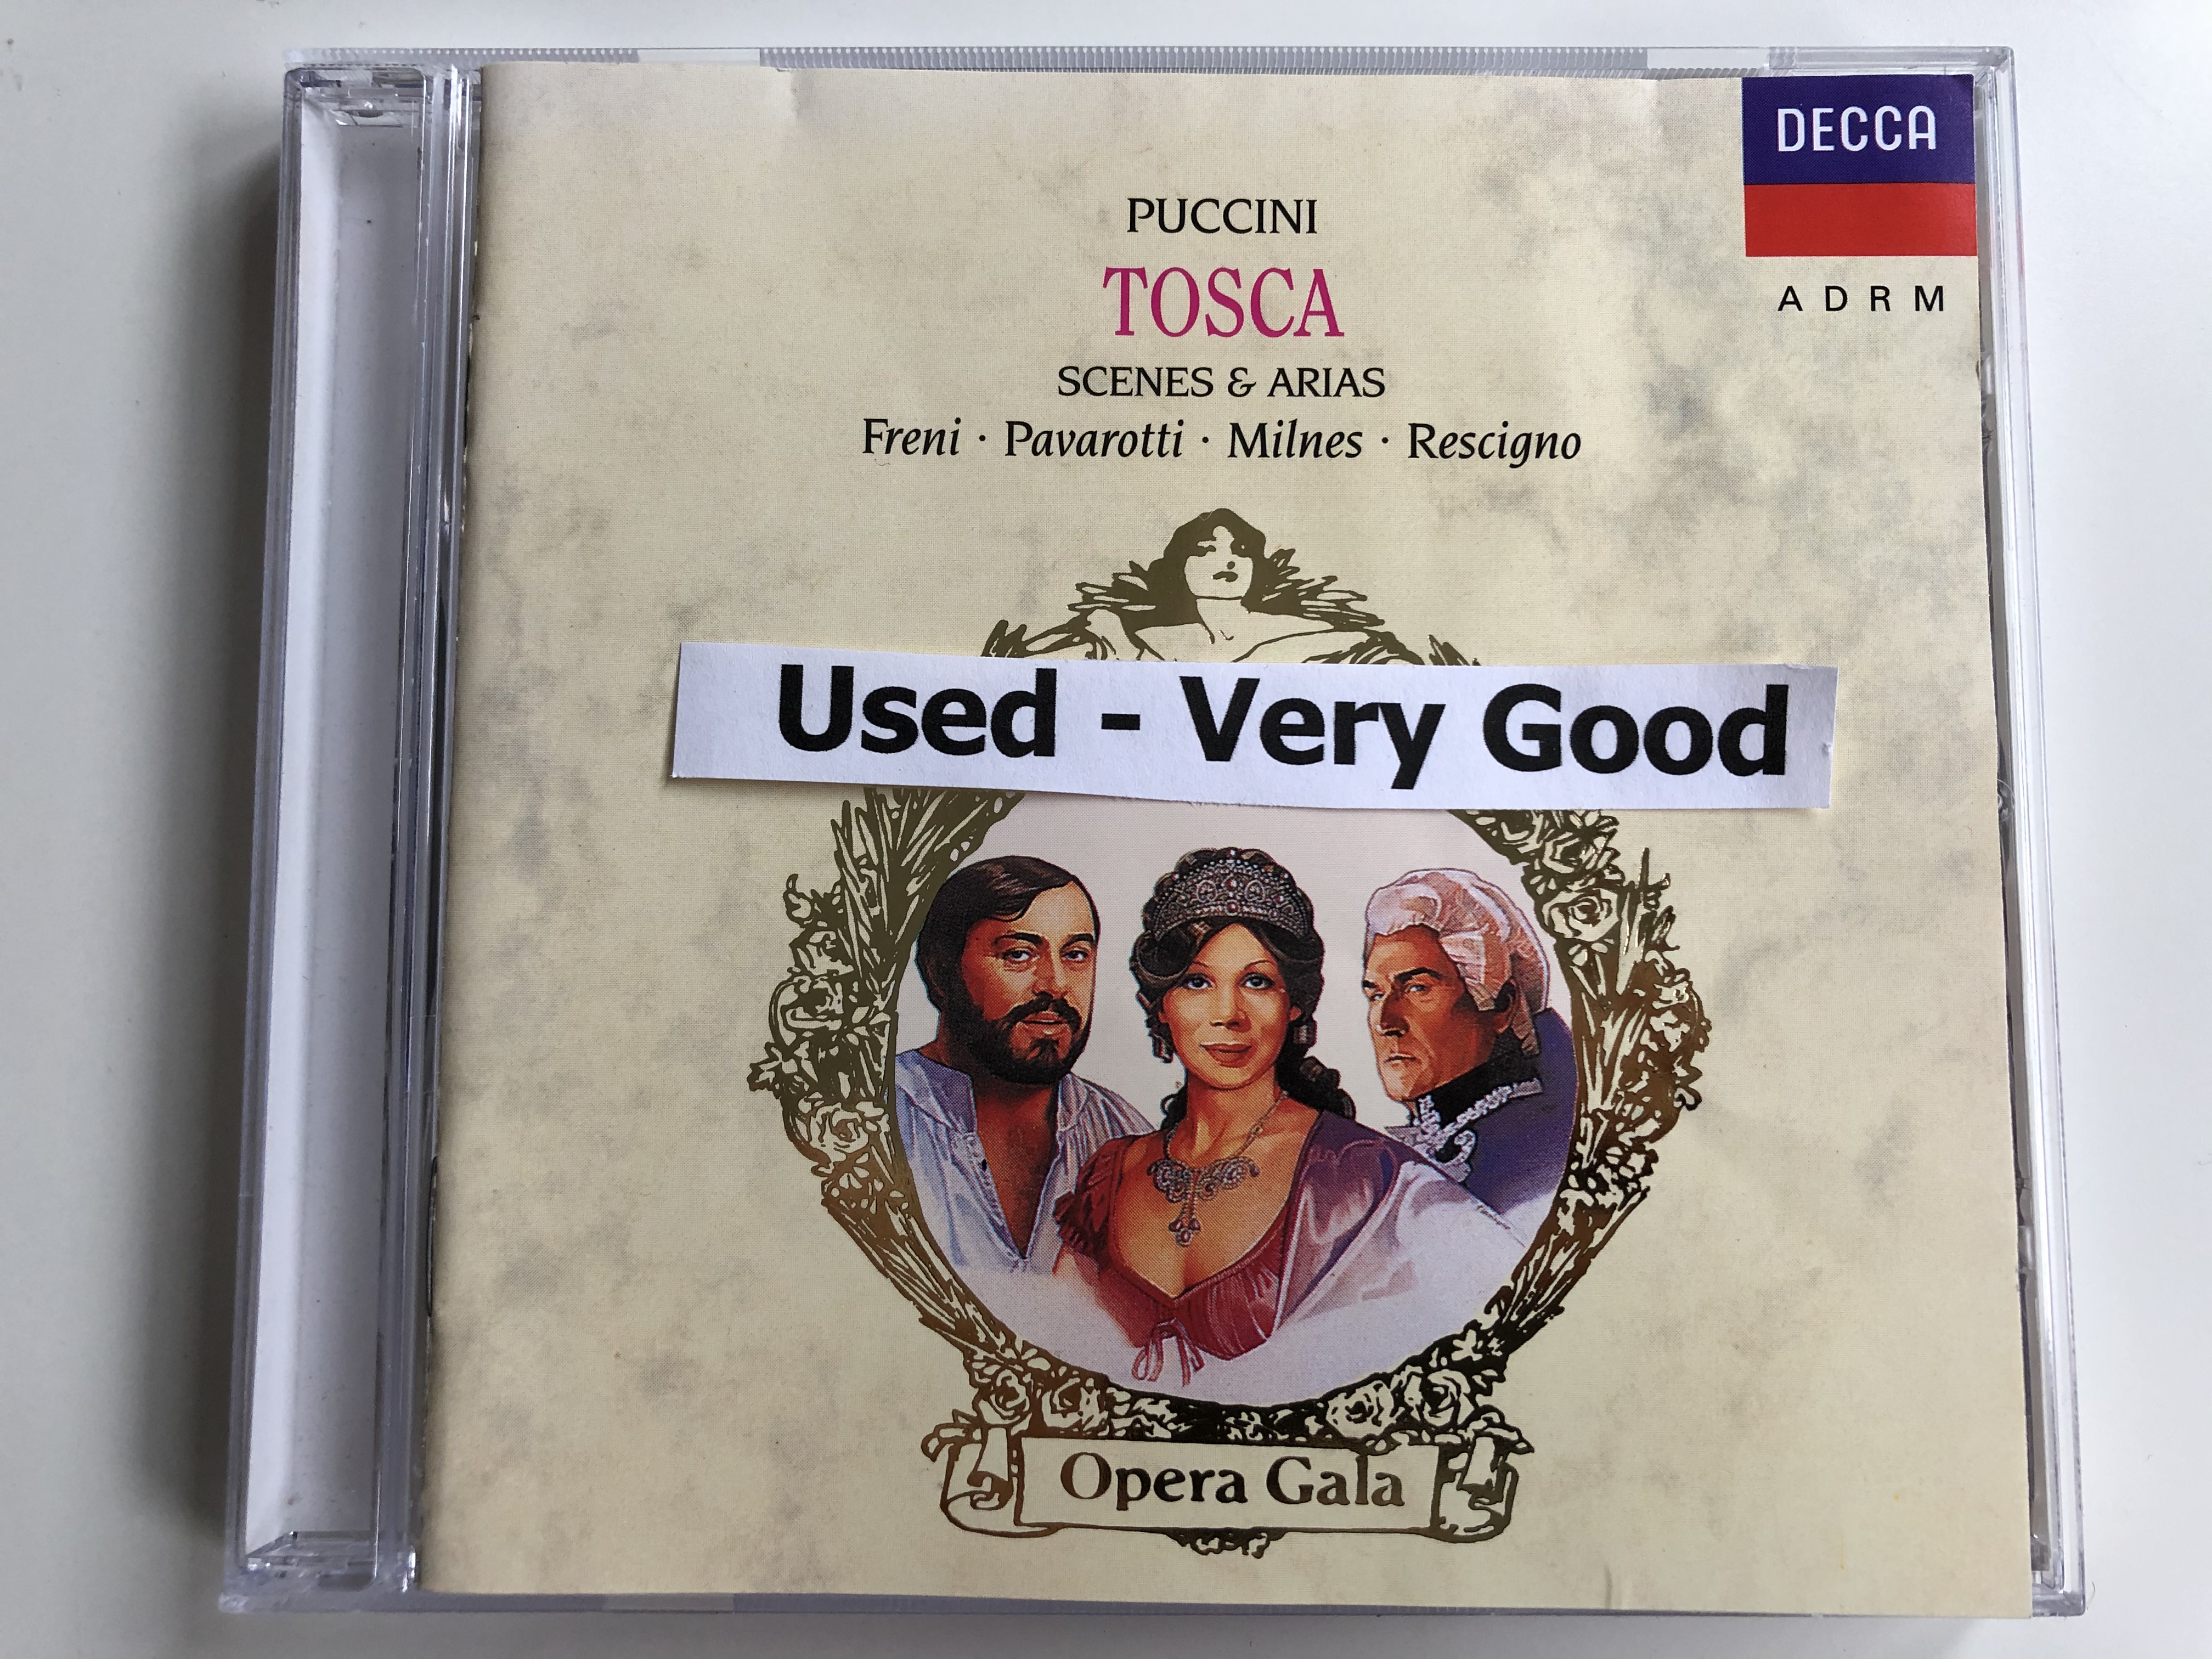 DECCA
A D R M
PUCCINI
TOSCA
SCENES & ARIAS
Freni · Pavarotti · Milnes · Rescigno
Used - Very Good
Opera Gala